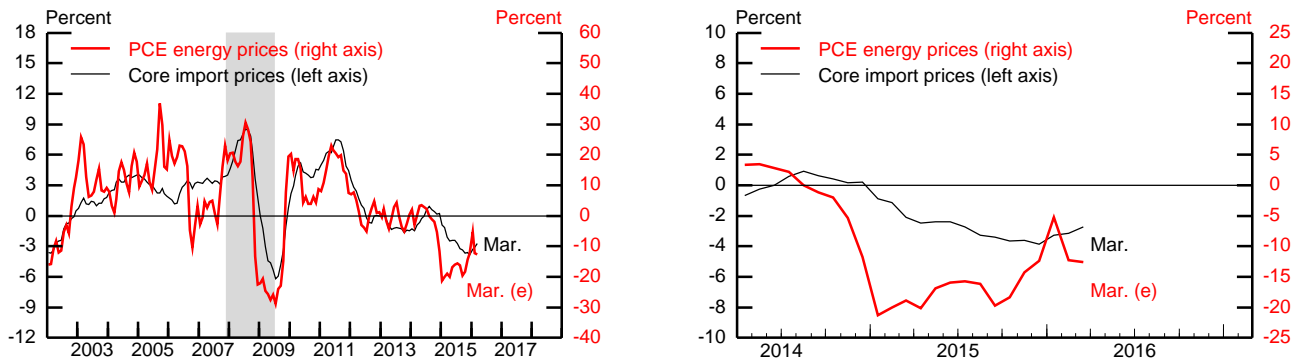 Percent Percent
18 60
PCE energy prices (right axis)
15 50
Core import prices (left axis)
12 40
9 30
6 20
3 10
0 0
-3 -10
Mar.
-6 -20
Mar. (e)
-9 -30
-12 -40
2003 2005 2007 2009 2011 2013 2015 2017
Percent Percent
10 25
PCE energy prices (right axis)
8 20
Core import prices (left axis)
6 15
4 10
2 5
0 0
-2 -5
Mar.
-4 -10
-6 -15
Mar. (e)
-8 -20
-10 -25
2014 2015 2016